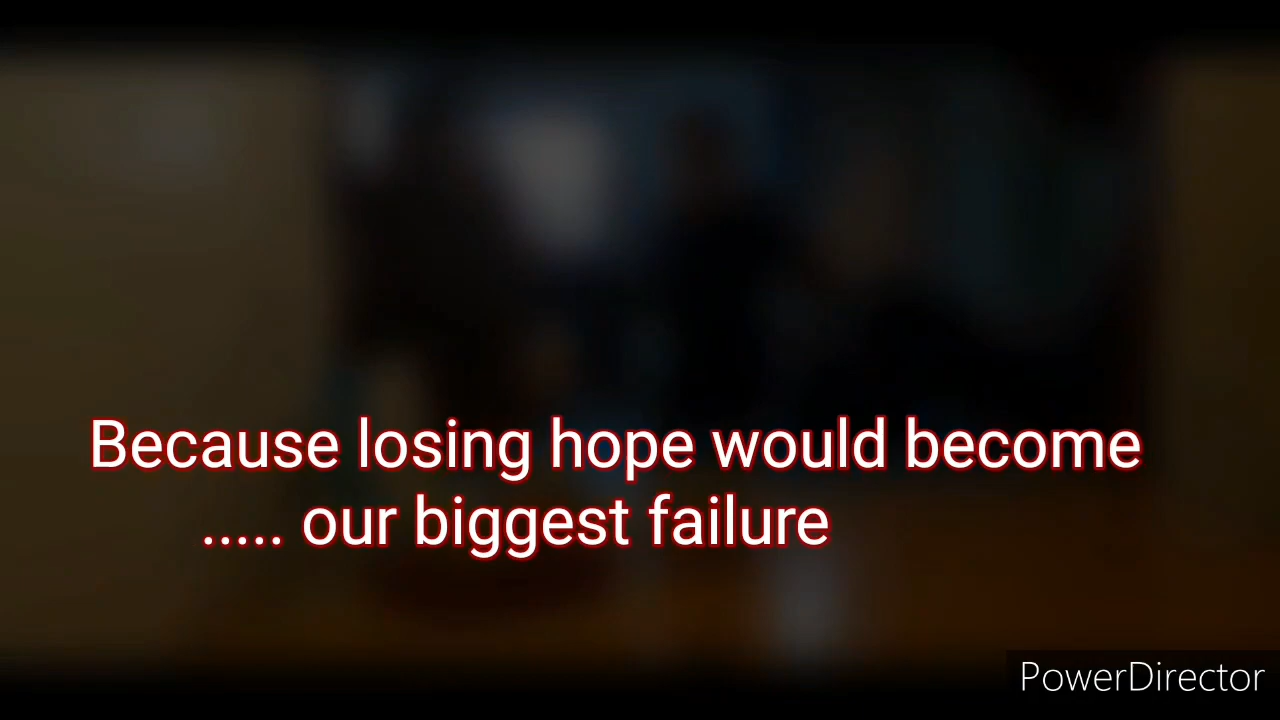 Because losing hope would become
..... our biggest failure
PowerDirector